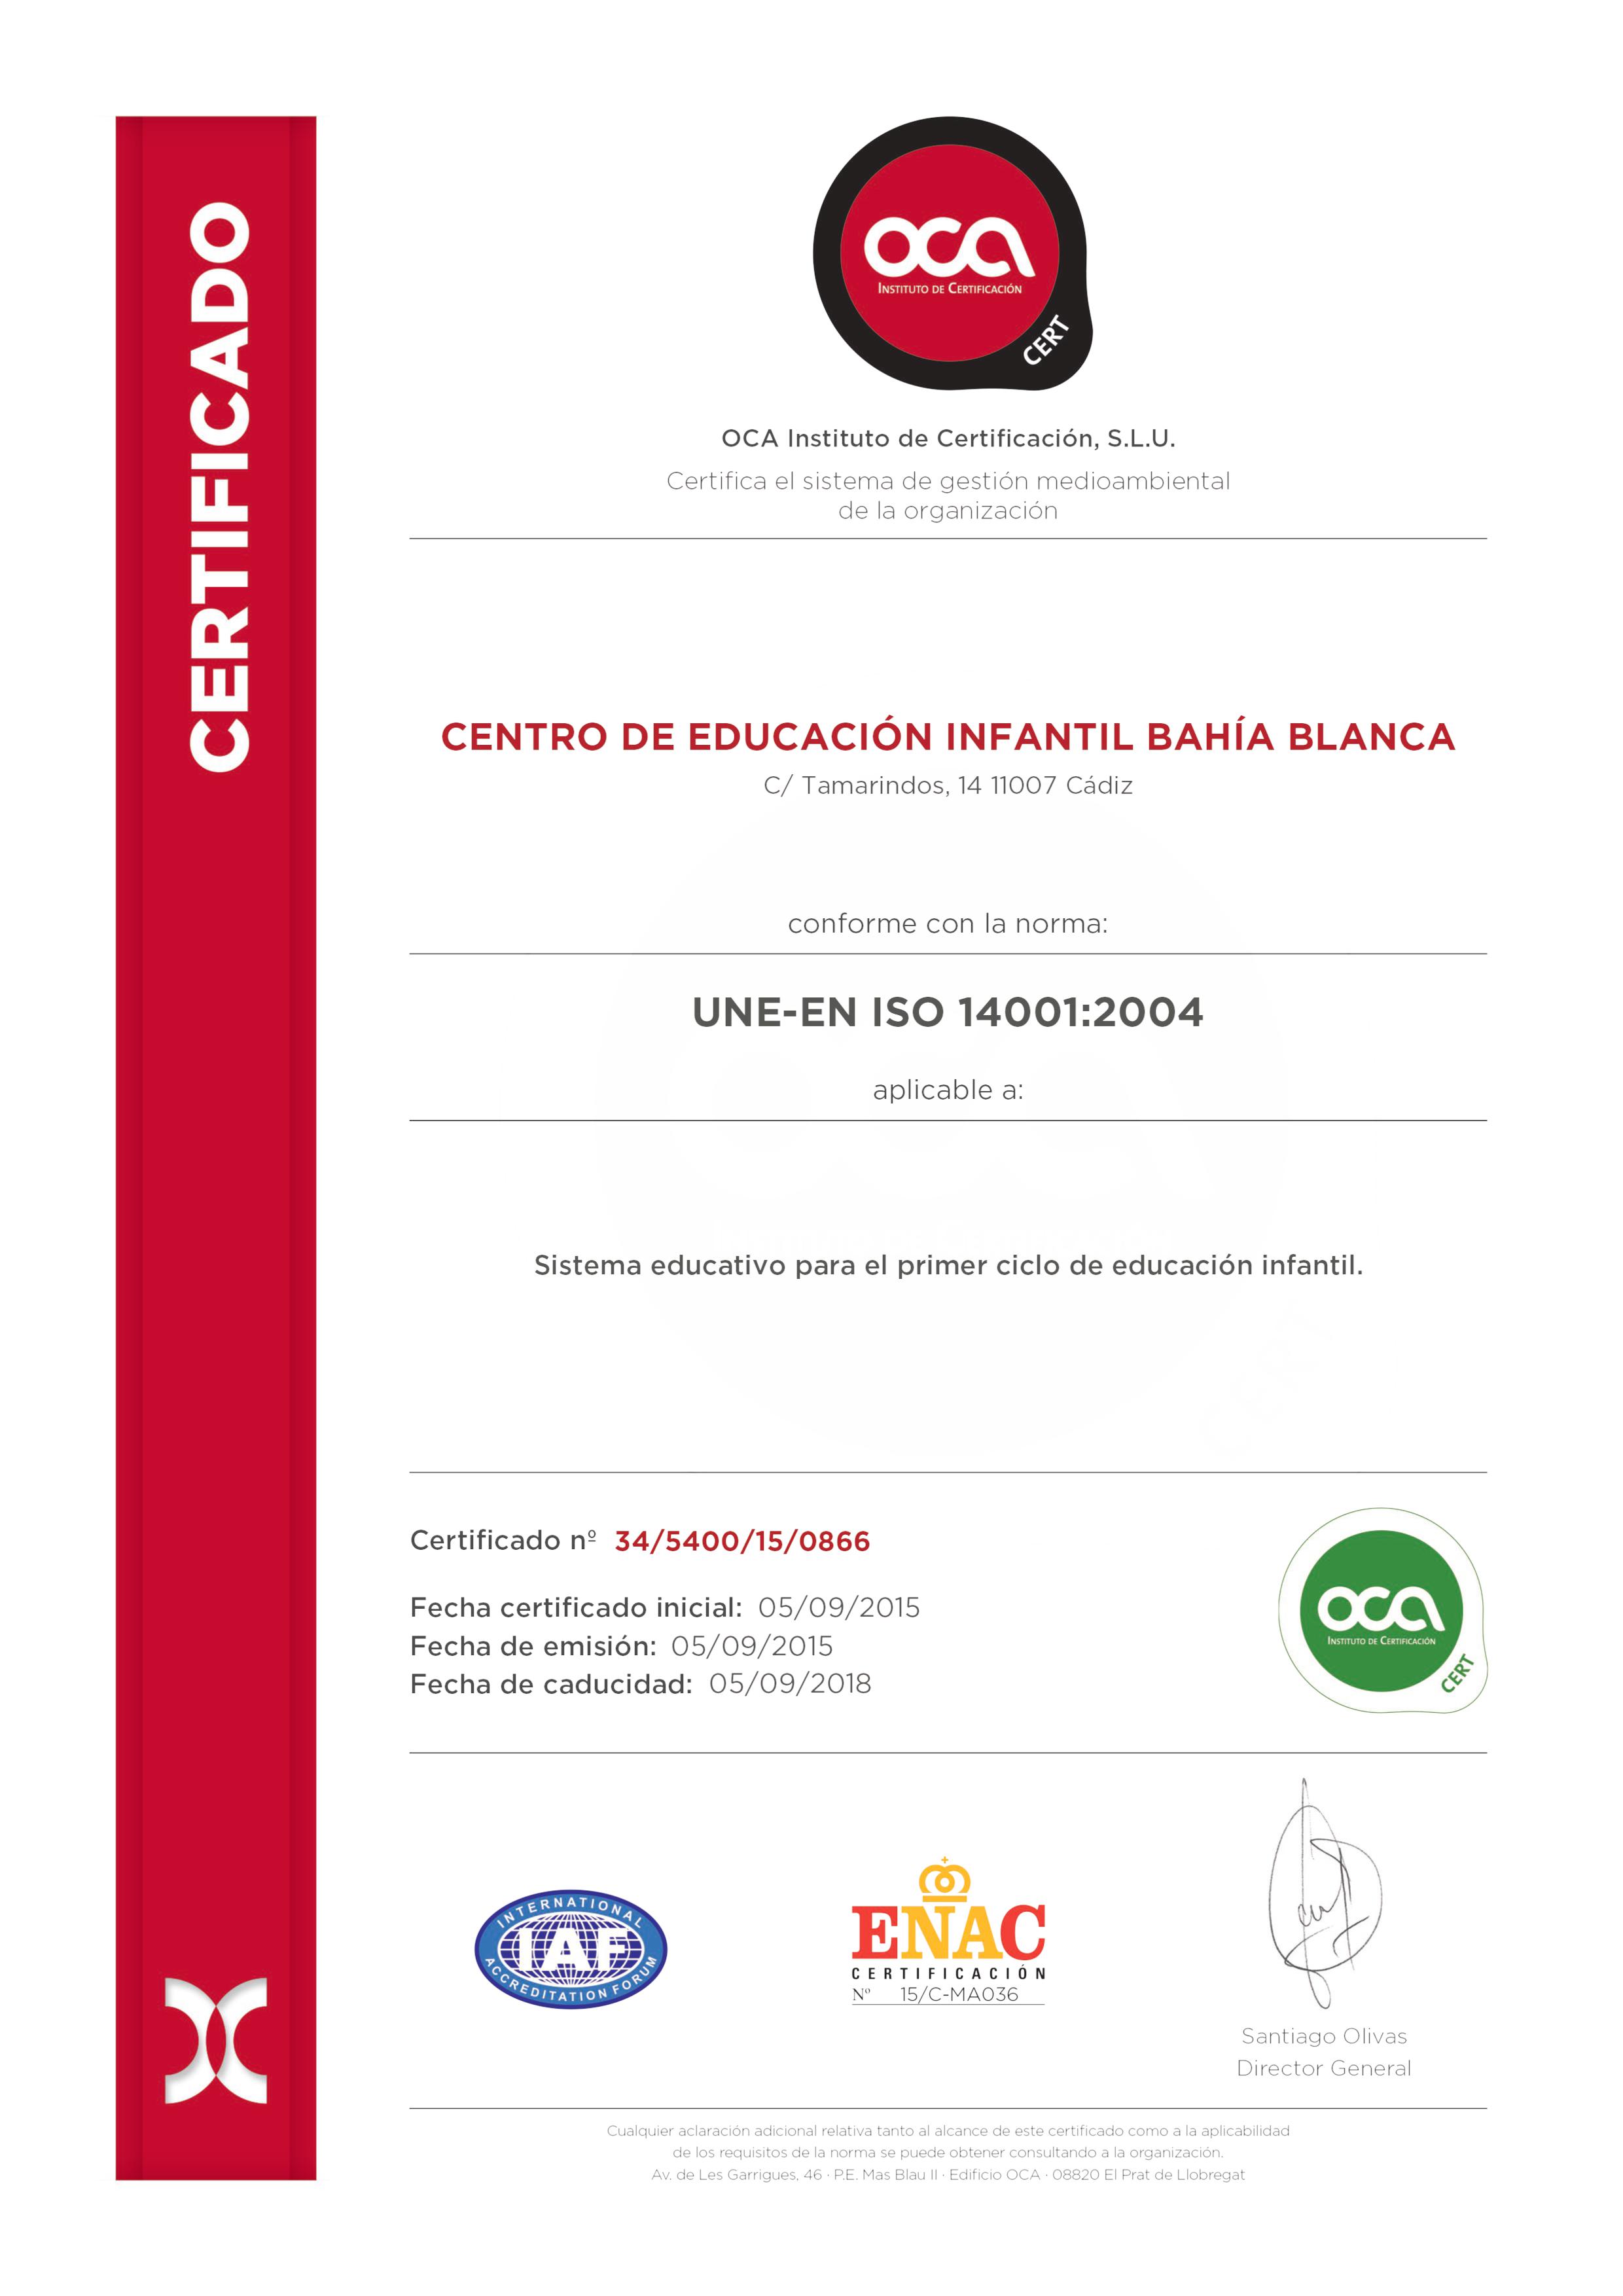 CERTIFICADO
oca
INSTITUTO DE CERTIFICACIÓN
CERT
OCA Instituto de Certificación, S.L.U.
Certifica el sistema de gestión medioambiental
de la organización
CENTRO DE EDUCACIÓN INFANTIL BAHÍA BLANCA
C/ Tamarindos, 14 11007 Cádiz
conforme con la norma:
UNE-EN ISO 14001:2004
aplicable a:
Sistema educativo para el primer ciclo de educación infantil.
Certificado nº 34/5400/15/0866
Fecha certificado inicial: 05/09/2015
Fecha de emisión: 05/09/2015
Fecha de caducidad: 05/09/2018
oca
INSTITUTO DE CERTIFICACIÓN
CERT
INTERNATIONAL
IAF
ACCREDITATION FORUM
ENAC
CERTIFICACIÓN
Nº 15/C-MA036
Santiago Olivas
Director General
Cualquier aclaración adicional relativa tanto al alcance de este certificado como a la aplicabilidad
de los requisitos de la norma se puede obtener consultando a la organización.
Av. de Les Garrigues, 46 · P.E. Mas Blau II · Edificio OCA · 08820 El Prat de Llobregat